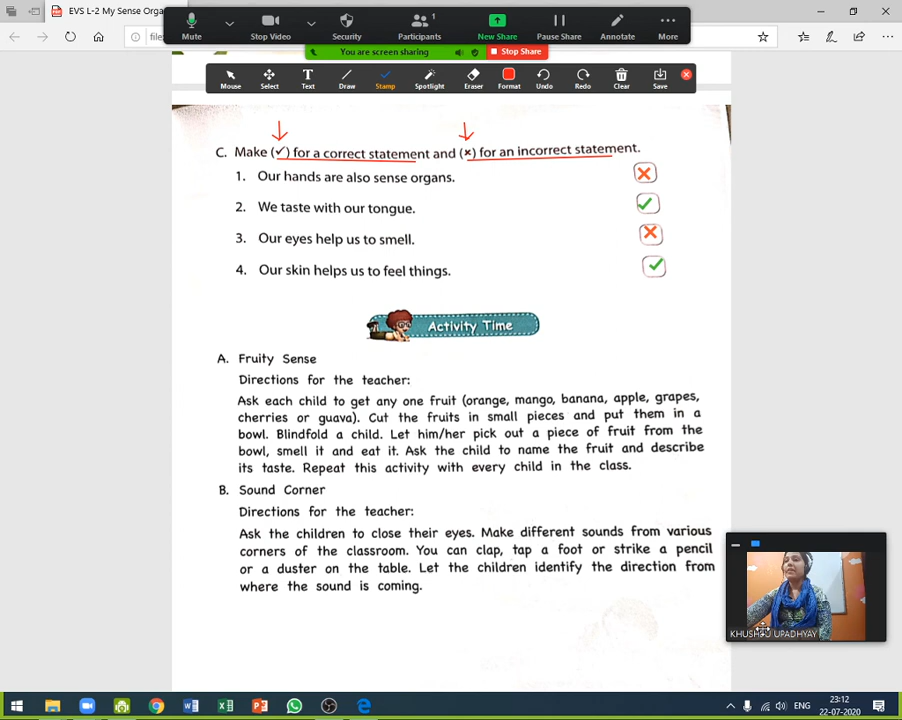 EVS L-2 My Sense Orga
Mute
Stop Video
Security
1
Participants
New Share
Pause Share
Annotate
More
You are screen sharing
Stop Share
file
Mouse
Select
Text
Draw
Stamp
Spotlight
Eraser
Format
Undo
Redo
Clear
Save
C. Make (✓) for a correct statement and (×) for an incorrect statement.
1. Our hands are also sense organs.
2. We taste with our tongue.
3. Our eyes help us to smell.
4. Our skin helps us to feel things.
Activity Time
A. Fruity Sense
Directions for the teacher:
Ask each child to get any one fruit (orange, mango, banana, apple, grapes,
cherries or guava). Cut the fruits in small pieces and put them in a
bowl. Blindfold a child. Let him/her pick out a piece of fruit from the
bowl, smell it and eat it. Ask the child to name the fruit and describe
its taste. Repeat this activity with every child in the class.
B. Sound Corner
Directions for the teacher:
Ask the children to close their eyes. Make different sounds from various
corners of the classroom. You can clap, tap a foot or strike a pencil
or a duster on the table. Let the children identify the direction from
where the sound is coming.
UPADHYAY
ENG
23:12
22-07-2020